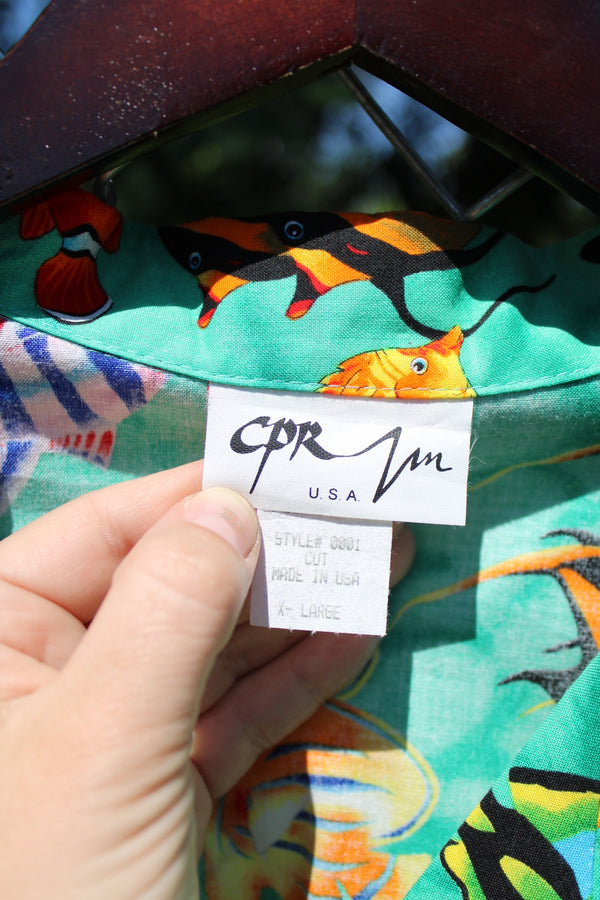 CPR
U.S.A.
STYLE# 0001
CUT
MADE IN USA
X- LARGE